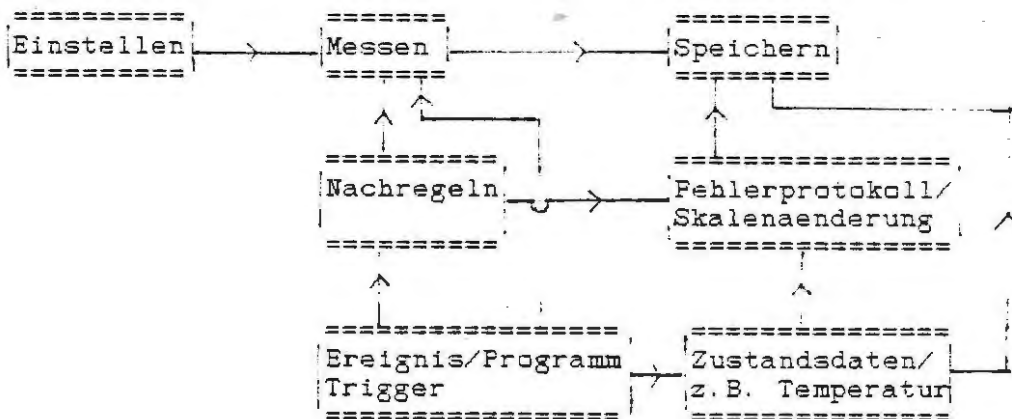 Einstellen
Messen
Speichern
Nachregeln
Fehlerprotokoll/
Skalenaenderung
Ereignis/Programm
Trigger
Zustandsdaten/
z.B. Temperatur